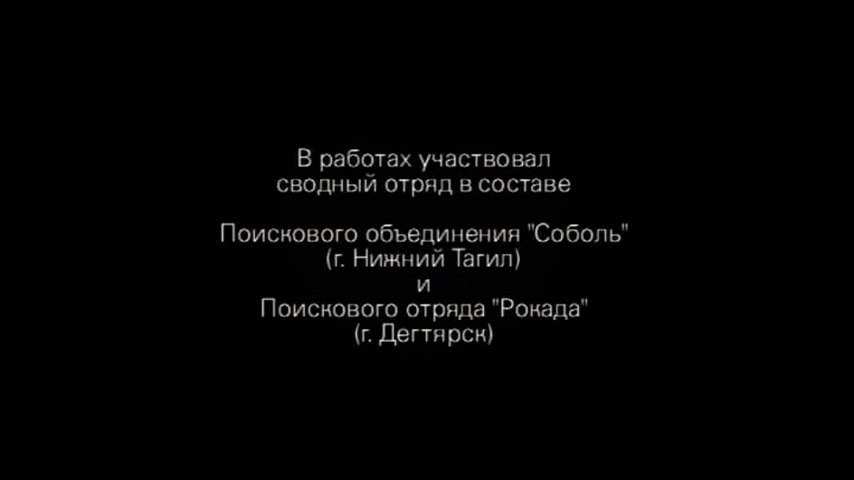 В работах участвовал
сводный отряд в составе
Поискового объединения "Соболь"
(г. Нижний Тагил)
и
Поискового отряда "Рокада"
(г. Дегтярск)